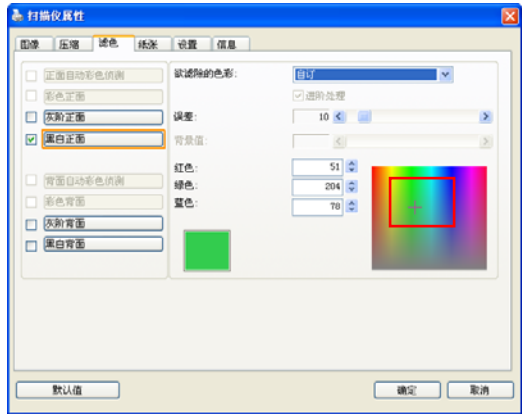 扫描仪属性
图像 压缩 滤色 纸张 设置 信息
正面自动彩色侦测
彩色正面
灰阶正面
黑白正面
背面自动彩色侦测
彩色背面
灰阶背面
黑白背面
欲滤除的色彩: 自订
进阶处理
误差: 10
背景值:
红色: 51
绿色: 204
蓝色: 78
默认值 确定 取消